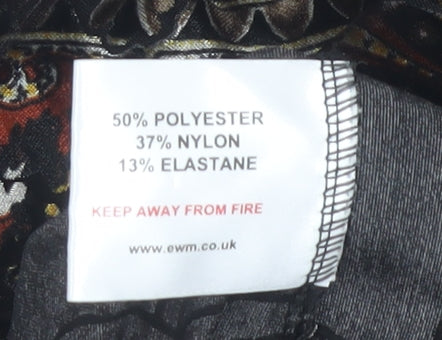 50% POLYESTER
37% NYLON
13% ELASTANE
KEEP AWAY FROM FIRE
www.ewm.co.uk